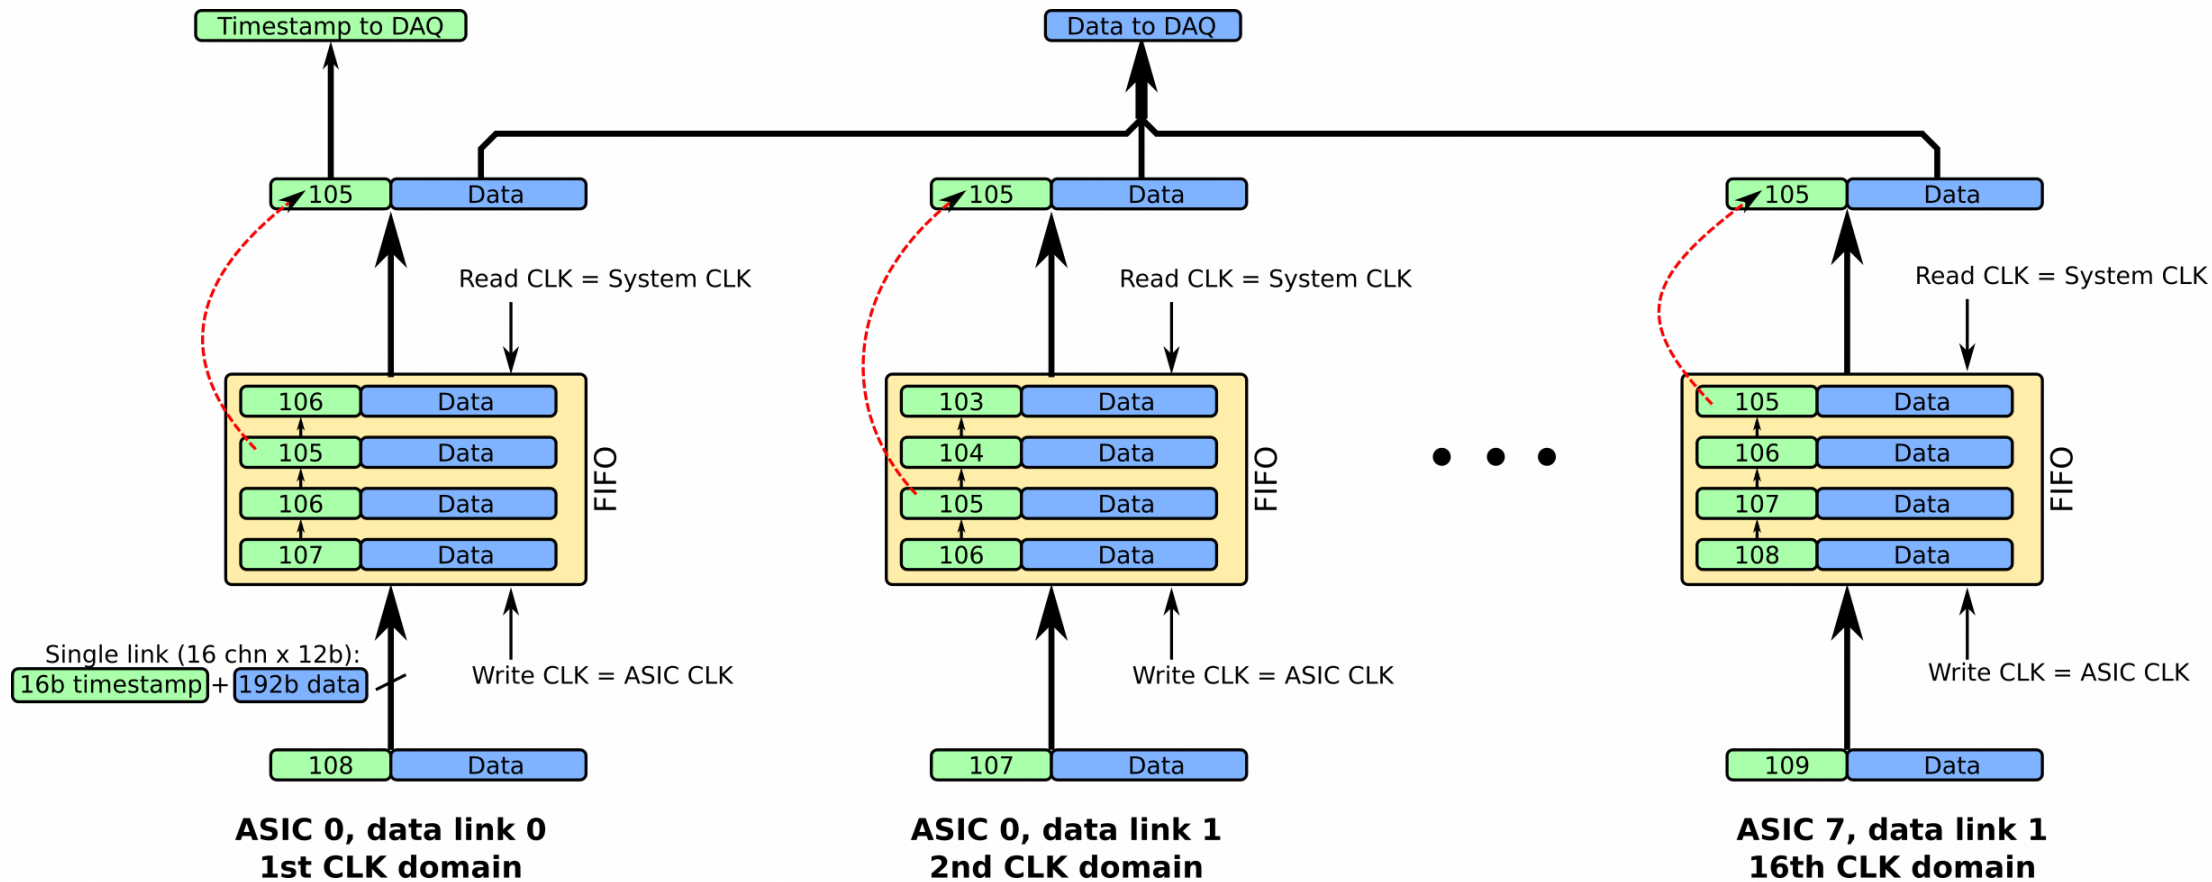 Timestamp to DAQ
Data to DAQ
105 Data
105 Data
105 Data
Read CLK = System CLK
Read CLK = System CLK
Read CLK = System CLK
106 Data
105 Data
106 Data
107 Data
FIFO
103 Data
104 Data
105 Data
106 Data
FIFO
105 Data
106 Data
107 Data
108 Data
FIFO
Single link (16 chn x 12b):
16b timestamp + 192b data
Write CLK = ASIC CLK
Write CLK = ASIC CLK
Write CLK = ASIC CLK
108 Data
107 Data
109 Data
ASIC 0, data link 0
1st CLK domain
ASIC 0, data link 1
2nd CLK domain
ASIC 7, data link 1
16th CLK domain